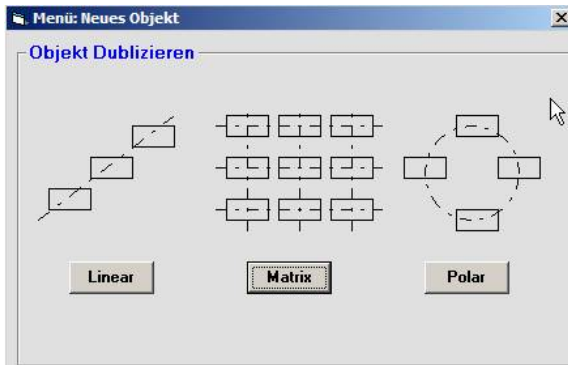 Menü: Neues Objekt
Objekt Dublizieren
Linear
Matrix
Polar